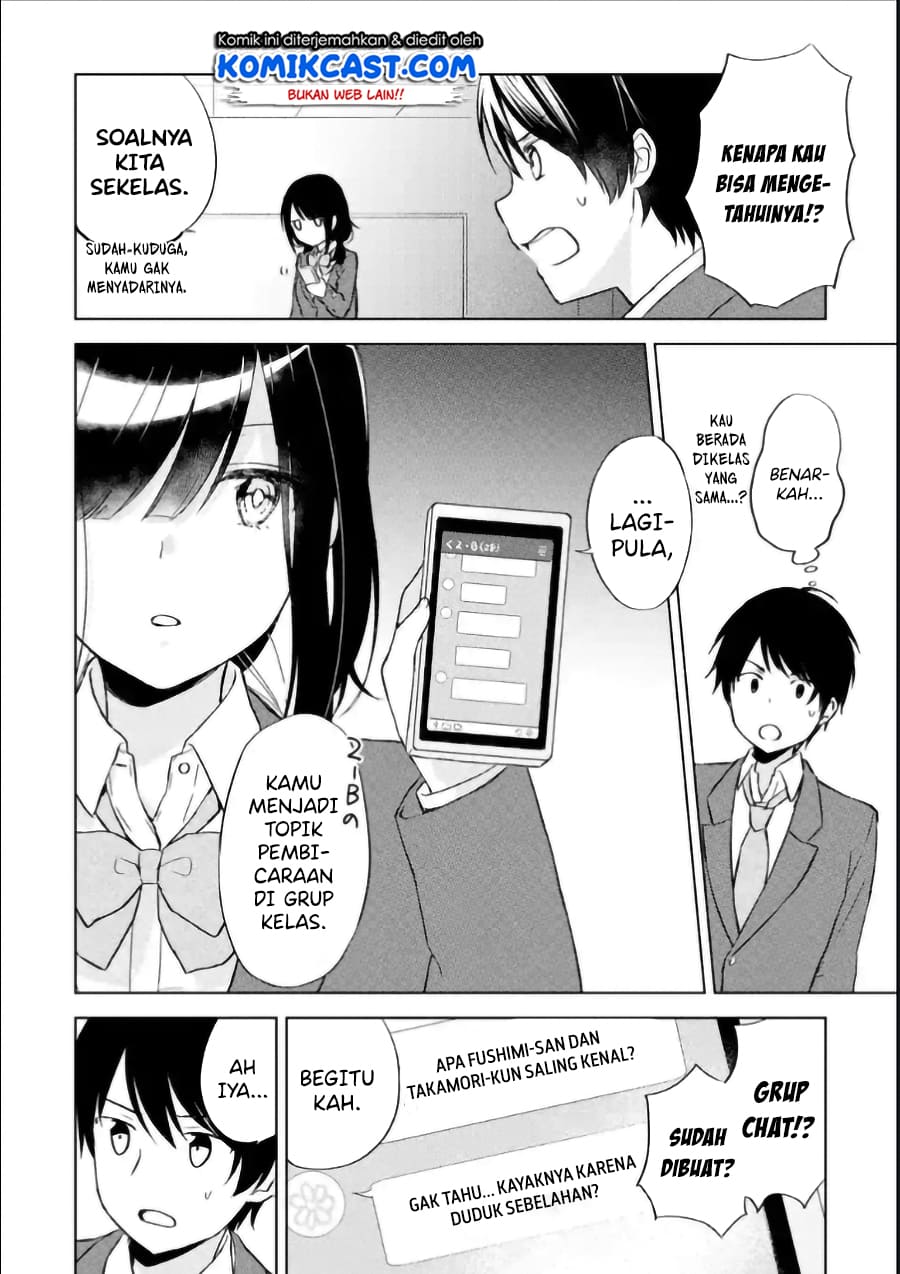 Komik ini diterjemahkan & diedit oleh
KOMIKCAST.COM
BUKAN WEB LAIN!!
KENAPA KAU
BISA MENGE-
TAHUINYA!?
SOALNYA
KITA
SEKELAS.
SUDAH-KUDUGA,
KAMU GAK
MENYADARINYA.
BENAR-
KAH...
KAU
BERADA
DIKELAS
YANG
SAMA...?
...
LAGI-
PULA,
< 2-B
2-Bの
KAMU
MENJADI
TOPIK
PEMBI-
CARAAN
DI GRUP
KELAS.
GRUP
CHAT!?
SUDAH
DIBUAT?
APA FUSHIMI-SAN DAN
TAKAMORI-KUN SALING KENAL?
GAK TAHU... KAYAKNYA KARENA
DUDUK SEBELAHAN?
BEGITU
KAH.
AH
IYA...